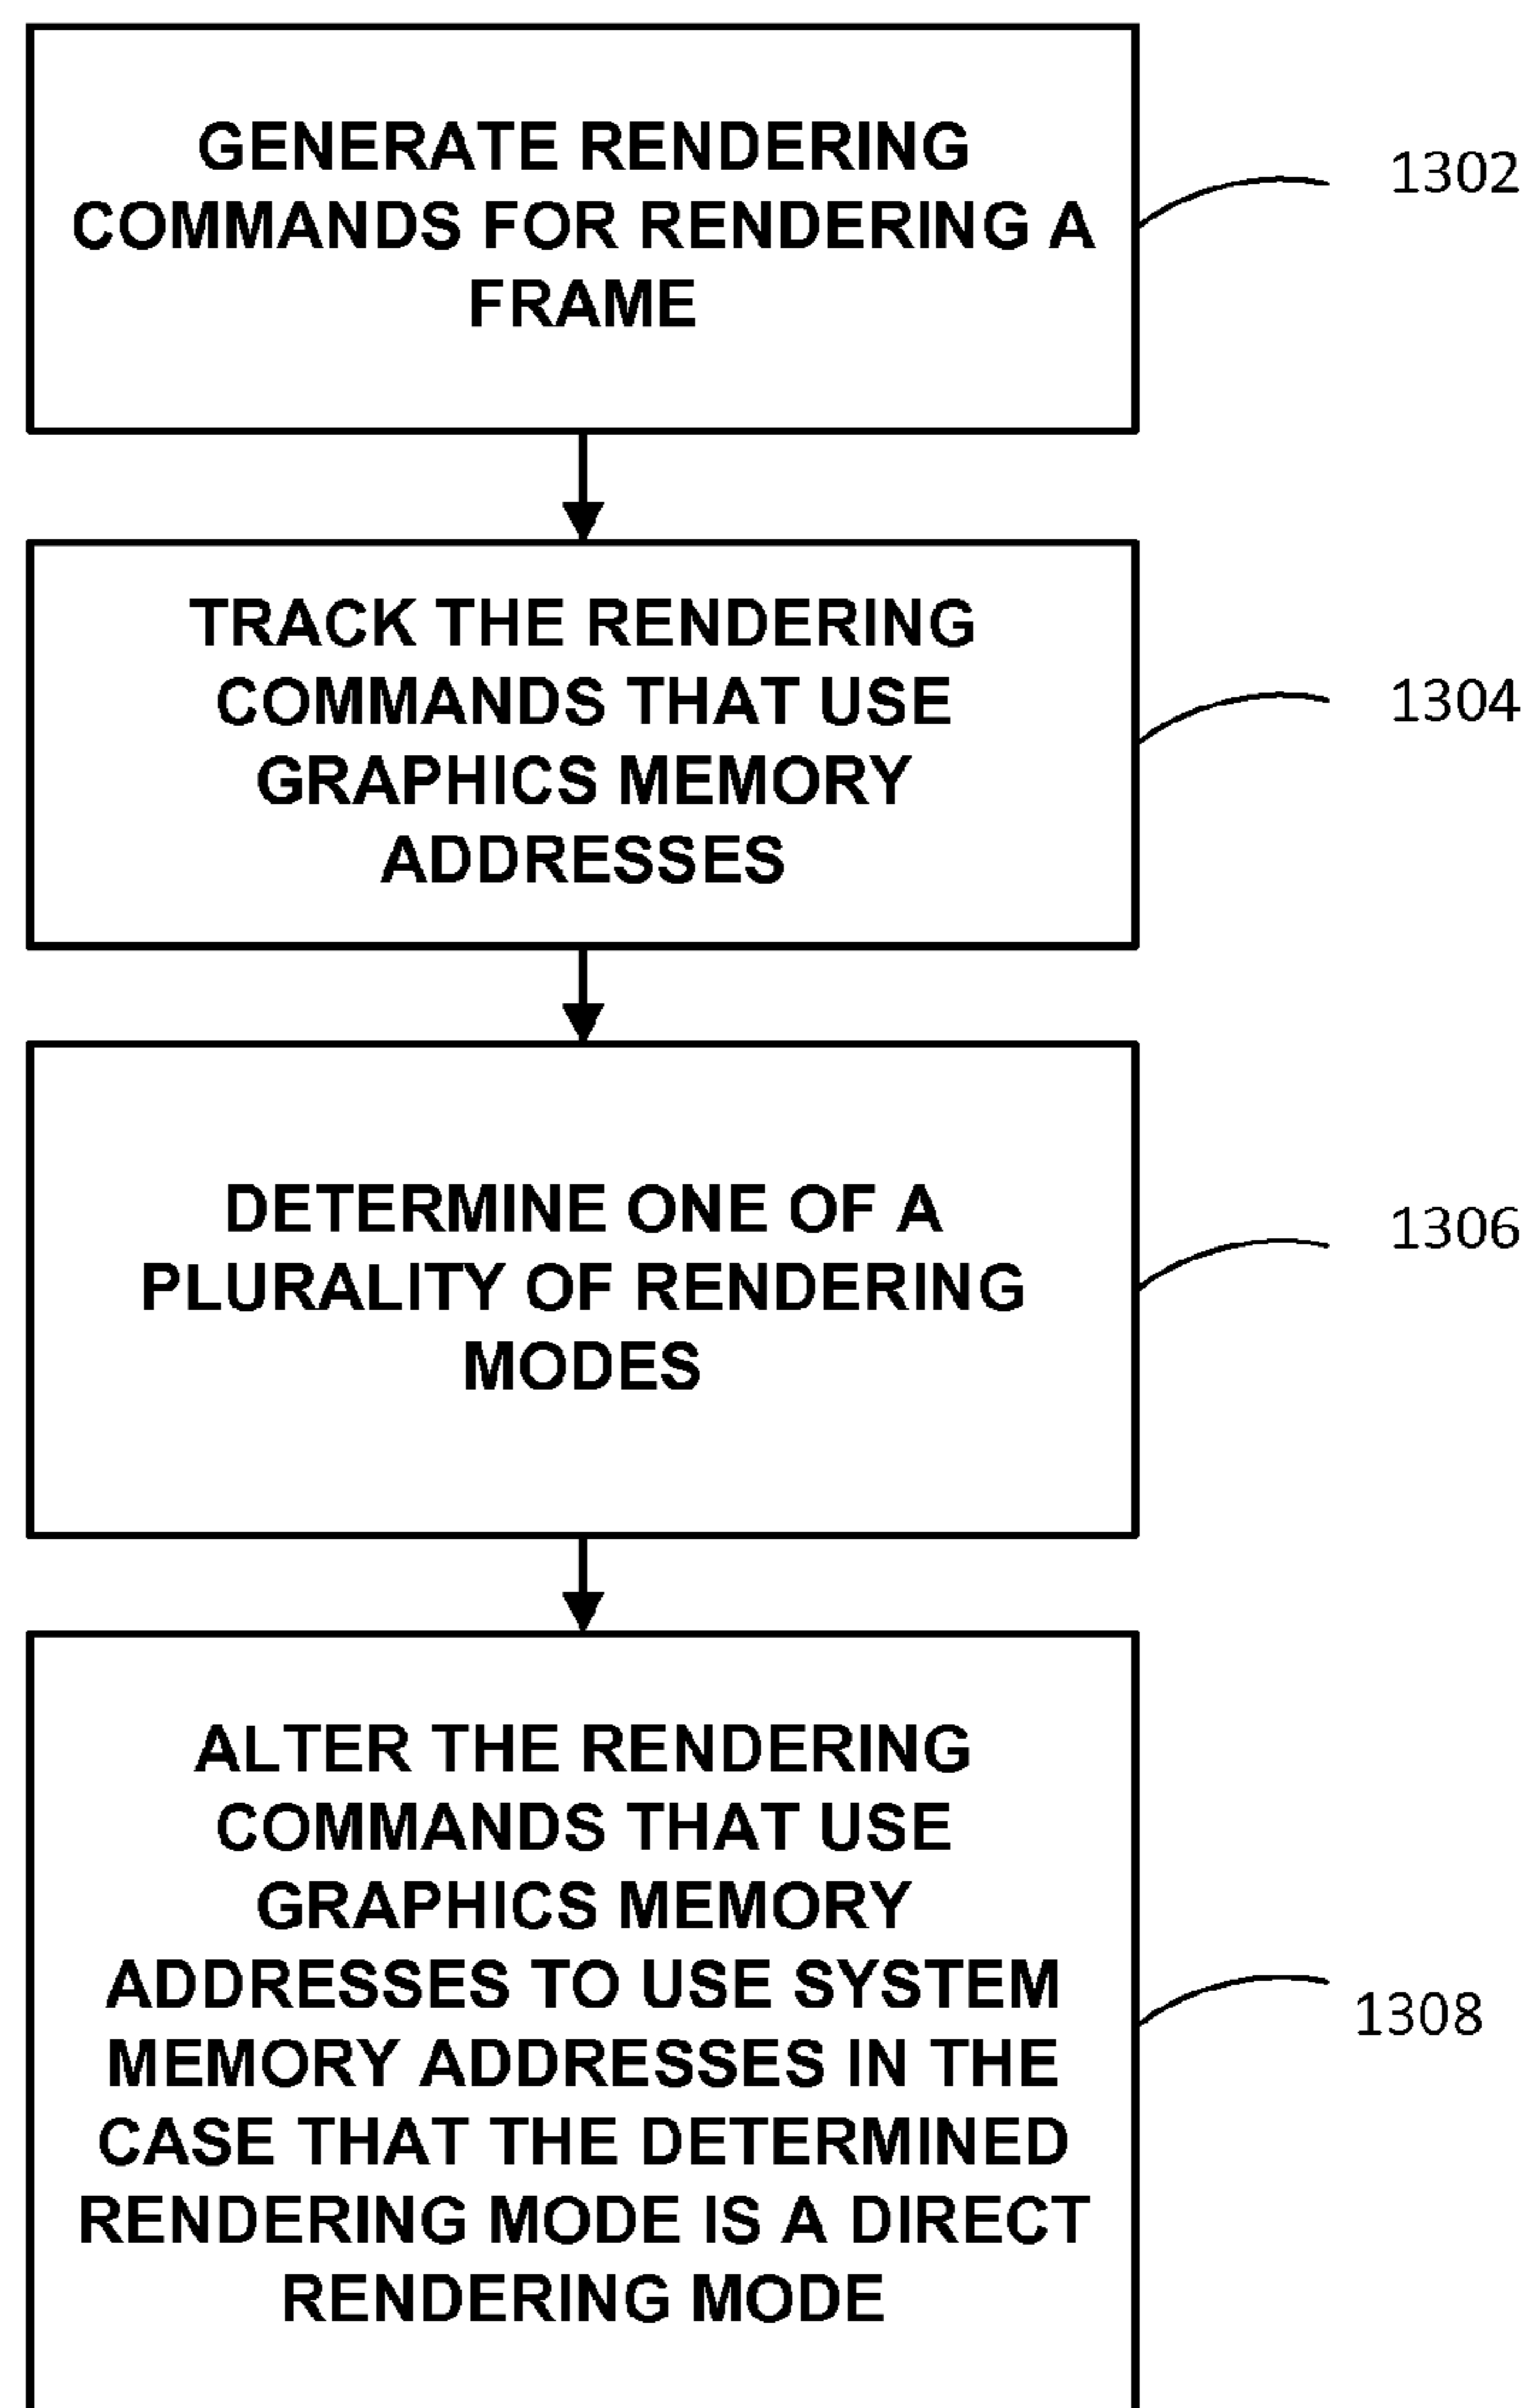 GENERATE RENDERING
COMMANDS FOR RENDERING A
FRAME
1302
TRACK THE RENDERING
COMMANDS THAT USE
GRAPHICS MEMORY
ADDRESSES
1304
DETERMINE ONE OF A
PLURALITY OF RENDERING
MODES
1306
ALTER THE RENDERING
COMMANDS THAT USE
GRAPHICS MEMORY
ADDRESSES TO USE SYSTEM
MEMORY ADDRESSES IN THE
CASE THAT THE DETERMINED
RENDERING MODE IS A DIRECT
RENDERING MODE
1308